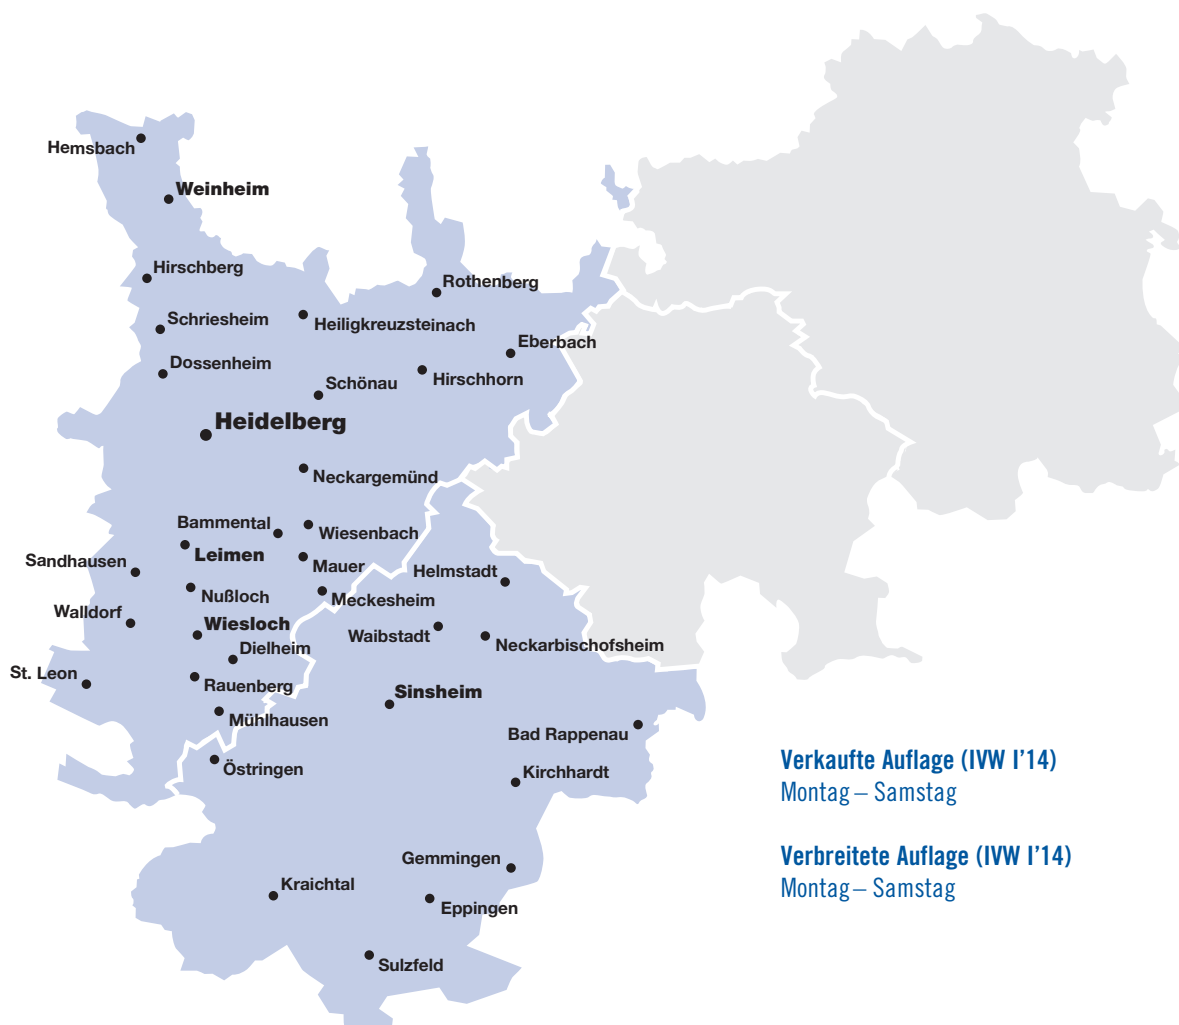 Hemsbach
Weinheim
Hirschberg
Rothenberg
Schriesheim
Heiligkreuzsteinach
Eberbach
Dossenheim
Hirschhorn
Schönau
Heidelberg
Neckargemünd
Bammental
Wiesenbach
Leimen
Sandhausen
Mauer
Helmstadt
Nußloch
Meckesheim
Walldorf
Wiesloch
Waibstadt
Neckarbischofsheim
Dielheim
St. Leon
Rauenberg
Sinsheim
Mühlhausen
Bad Rappenau
Östringen
Kirchhardt
Verkaufte Auflage (IVW I’14)
Montag – Samstag
Verbreitete Auflage (IVW I’14)
Montag – Samstag
Gemmingen
Kraichtal
Eppingen
Sulzfeld